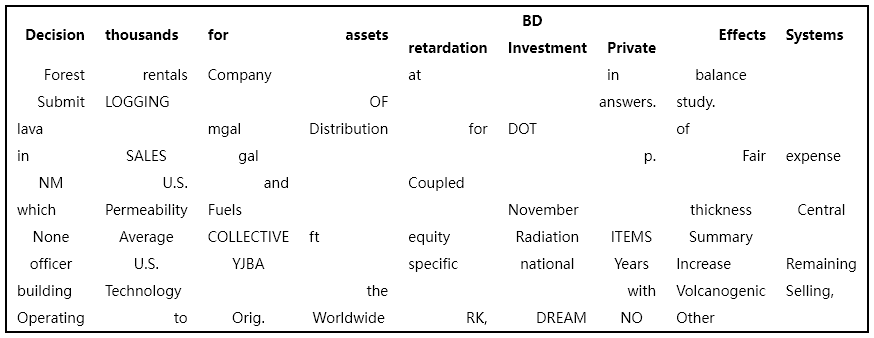 BD
Decision thousands for assets retardation Investment Private Effects Systems
Forest rentals Company at in balance
Submit LOGGING OF answers. study.
lava mgal Distribution for DOT of
in SALES gal p. Fair expense
NM U.S. and Coupled
which Permeability Fuels November thickness Central
None Average COLLECTIVE ft equity Radiation ITEMS Summary
officer U.S. YJBA specific national Years Increase Remaining
building Technology the with Volcanogenic Selling,
Operating to Orig. Worldwide RK, DREAM NO Other